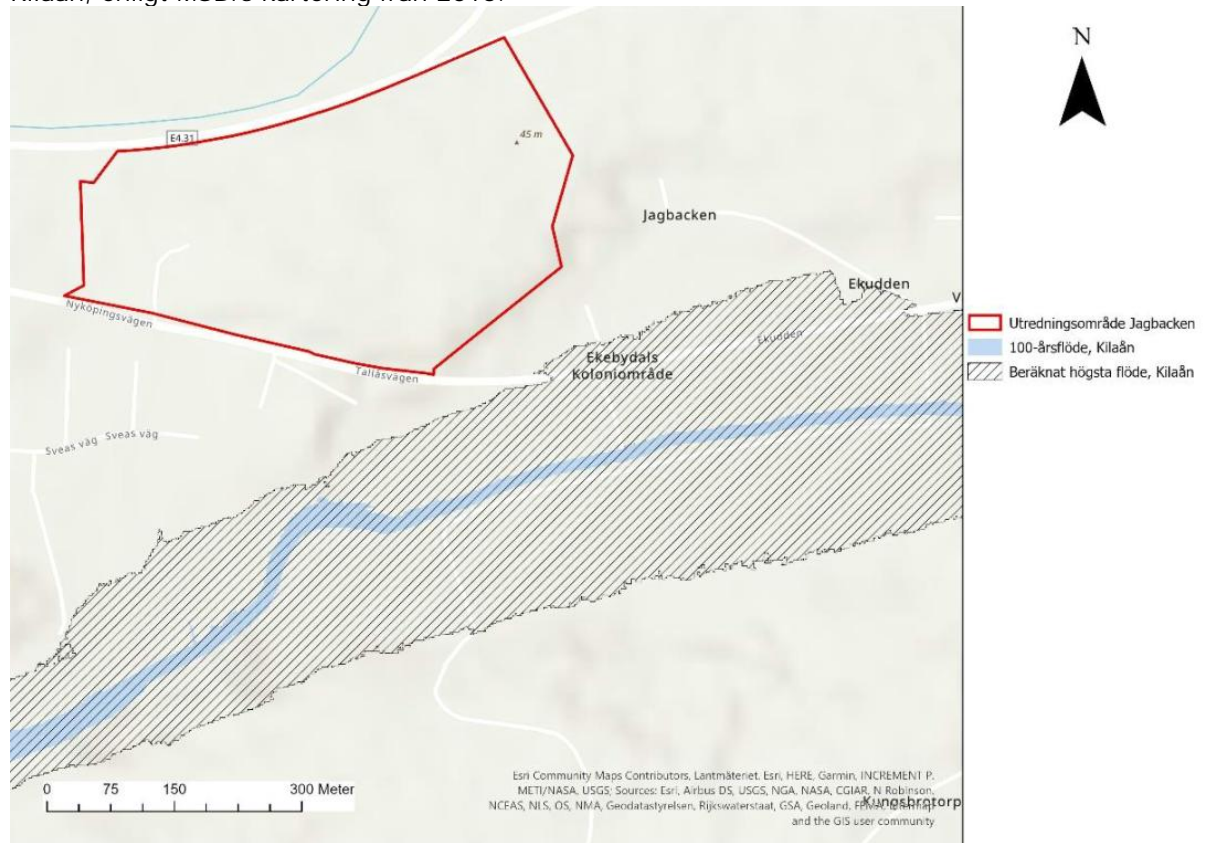 Kilaån, enligt MSB:s kartering från 2013.
N
E4.31
45 m
Jagbacken
Ekudden
V
Utredningsområde Jagbacken
100-årsflöde, Kilaån
Beräknat högsta flöde, Kilaån
Nyköpingsvägen
Ekudden
Ekebydals
Koloniområde
Tallåsvägen
Sveas väg Sveas väg
0 75 150 300 Meter
Esri Community Maps Contributors, Lantmäteriet, Esri, HERE, Garmin, INCREMENT P,
METI/NASA, USGS; Sources: Esri, Airbus DS, USGS, NGA, NASA, CGIAR, N Robinson,
NCEAS, NLS, OS, NMA, Geodatastyrelsen, Rijkswaterstaat, GSA, Geoland, FEMA, Intermap
and the GIS user community
Kungsbrotorp